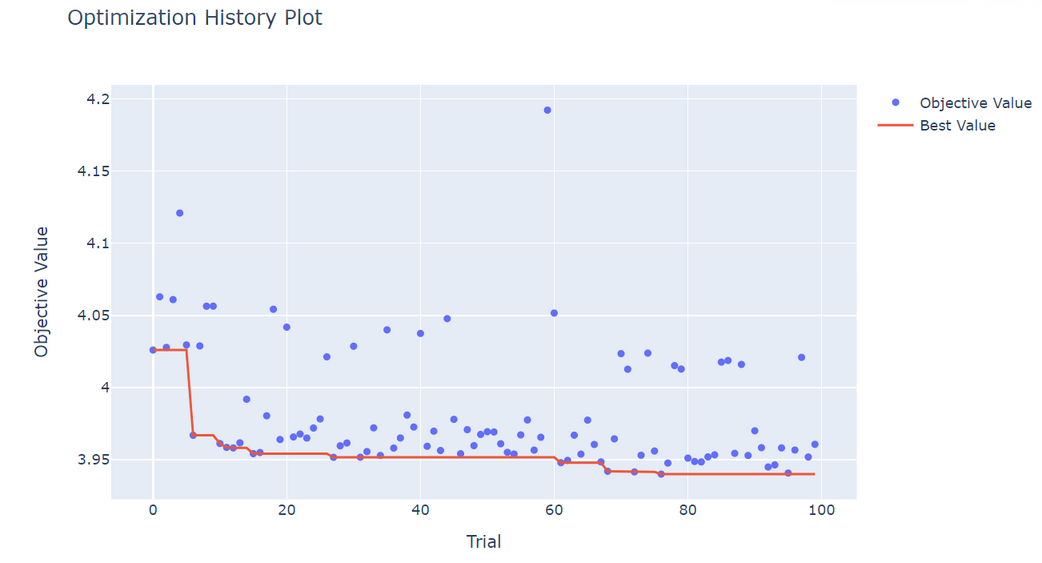 Optimization History Plot
Objective Value
Best Value
4.2
4.15
4.1
4.05
4
3.95
Objective Value
0 20 40 60 80 100
Trial